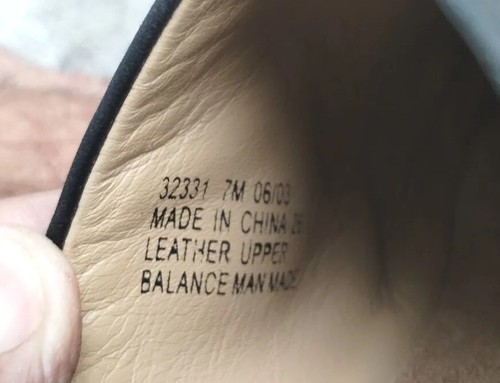 32331 7M 06/03
MADE IN CHINA
LEATHER UPPER
BALANCE MAN MADE